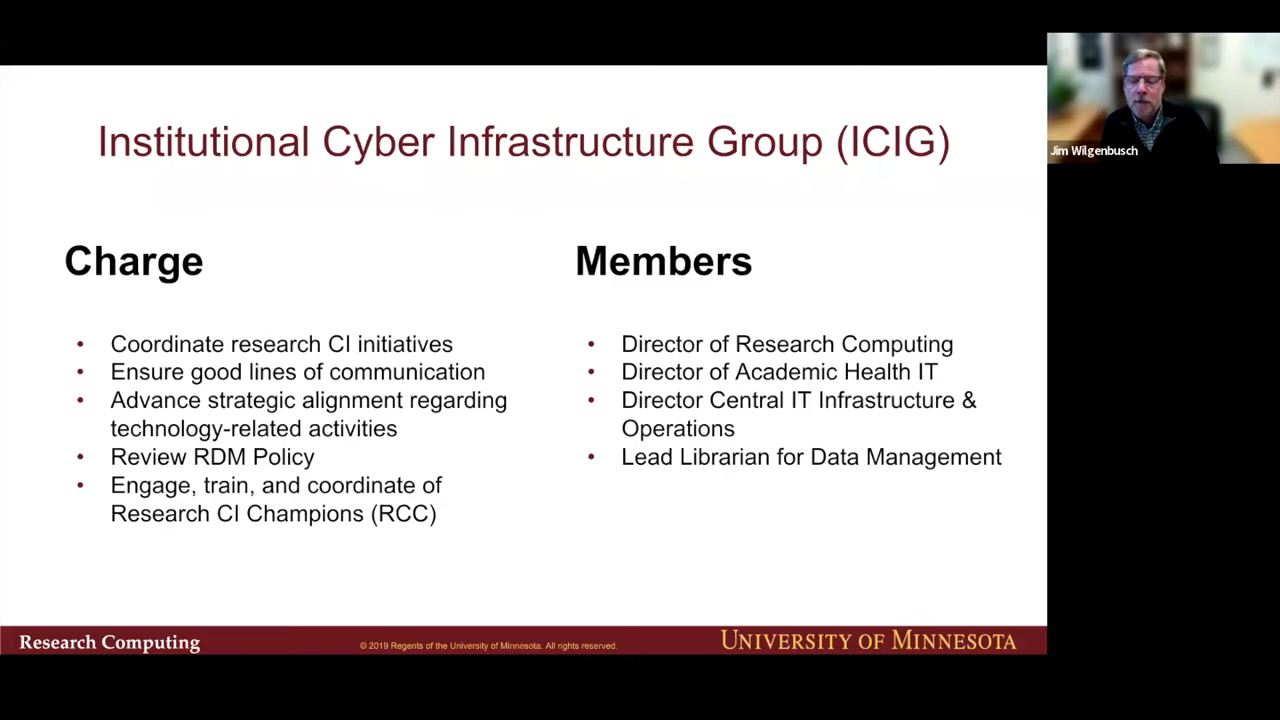 Institutional Cyber Infrastructure Group (ICIG)
Jim Wilgenbusch
Charge
• Coordinate research CI initiatives
• Ensure good lines of communication
• Advance strategic alignment regarding
technology-related activities
• Review RDM Policy
• Engage, train, and coordinate of
Research CI Champions (RCC)
Members
• Director of Research Computing
• Director of Academic Health IT
• Director Central IT Infrastructure &
Operations
• Lead Librarian for Data Management
Research Computing
© 2019 Regents of the University of Minnesota. All rights reserved.
UNIVERSITY OF MINNESOTA